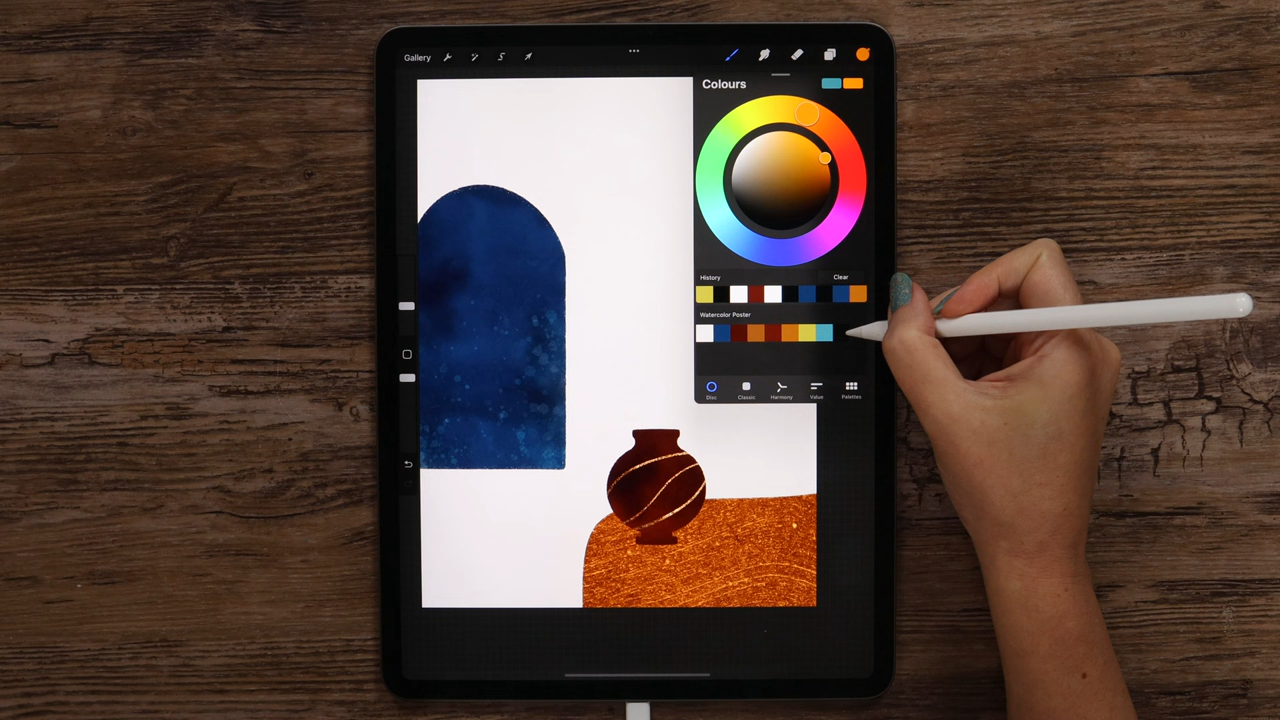 Gallery
Colours
History
Clear
Watercolor Poster
Disc
Classic
Harmony
Value
Palettes